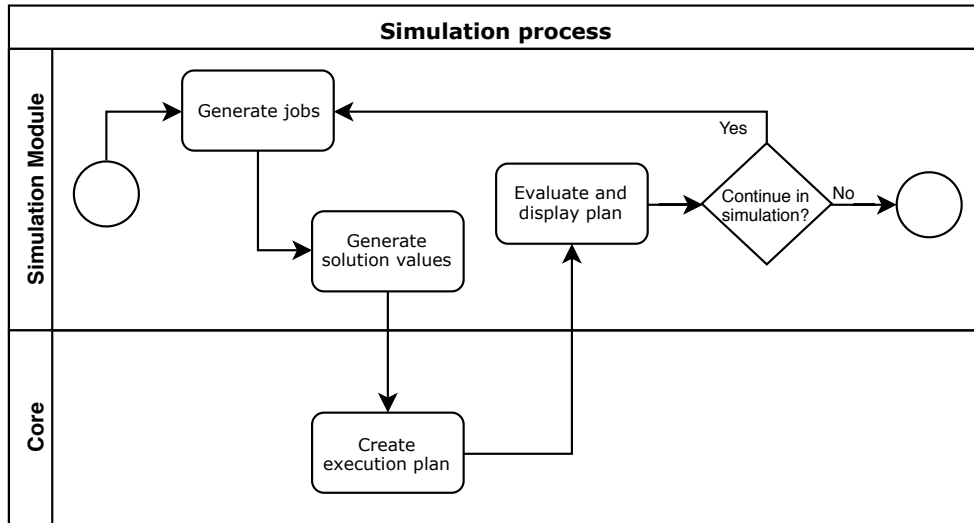 Simulation process
Simulation Module
Generate jobs
Yes
Evaluate and
display plan
Continue in
simulation?
No
Generate
solution values
Core
Create
execution plan